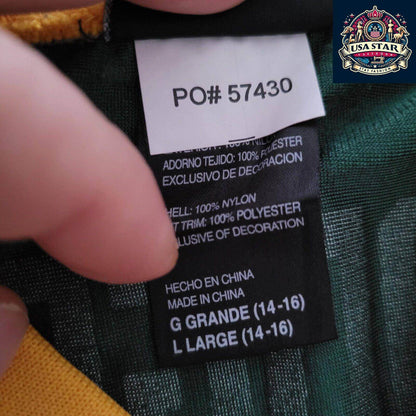 USA STAR
PO# 57430
100%
ADORNO TEJIDO: 100% POLYESTER
EXCLUSIVO DE DECORACION
HELL: 100% NYLON
TRIM: 100% POLYESTER
LUSIVE OF DECORATION
HECHO EN CHINA
MADE IN CHINA
G GRANDE (14-16)
L LARGE (14-16)